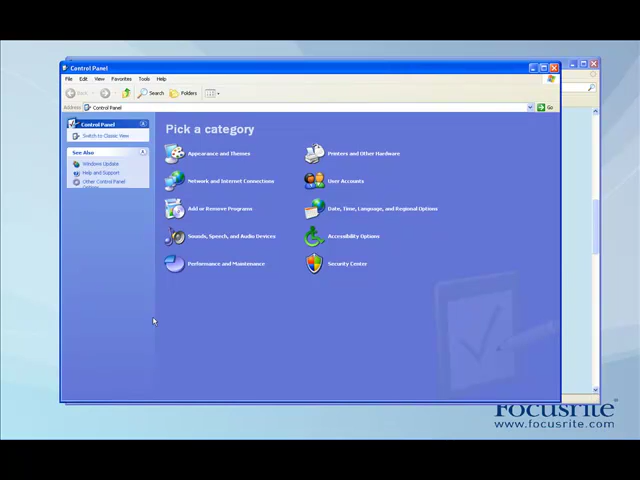 Control Panel
File Edit View Favorites Tools Help
Back Search Folders
Address Control Panel Go
Control Panel
Switch to Classic View
See Also
Windows Update
Help and Support
Other Control Panel
Options
Pick a category
Appearance and Themes
Printers and Other Hardware
Network and Internet Connections
User Accounts
Add or Remove Programs
Date, Time, Language, and Regional Options
Sounds, Speech, and Audio Devices
Accessibility Options
Performance and Maintenance
Security Center
Focusrite
www.focusrite.com